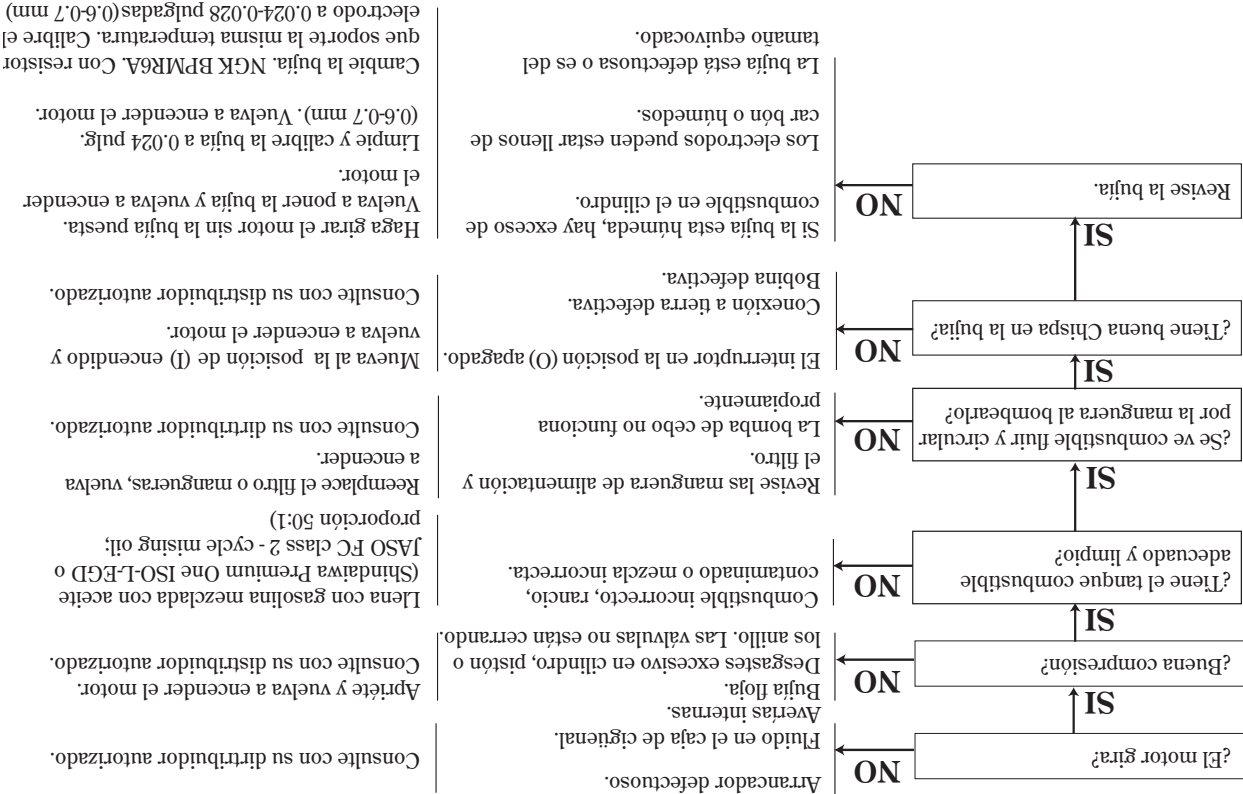 ¿El motor gira?
NO
Arrancador defectuoso.
Fluido en el caja de cigüenal.
Averías internas.
Consulte con su dirtribuidor autorizado.
SI
¿Buena compresión?
NO
Bujía floja.
Desgastes excesivo en cilindro, pistón o
los anillo. Las válvulas no están cerrando.
Apriéte y vuelva a encender el motor.
Consulte con su distribuidor autorizado.
SI
¿Tiene el tanque combustible
adecuado y limpio?
NO
Combustible incorrecto, rancio,
contaminado o mezcla incorrecta.
Llena con gasolina mezclada con aceite
(Shindaiwa Premium One ISO-L-EGD o
JASO FC class 2 - cycle mising oil;
proporción 50:1)
SI
¿Se ve combustible fluir y circular
por la manguera al bombearlo?
NO
Revise las manguera de alimentación y
el filtro.
La bomba de cebo no funciona
propiamente.
Reemplace el filtro o mangueras, vuelva
a encender.
Consulte con su dirtribuidor autorizado.
SI
¿Tiene buena Chispa en la bujiia?
NO
El interruptor en la posición (O) apagado.
Conexión a tierra defectiva.
Bobina defectiva.
Mueva al la posición de (I) encendido y
vuelva a encender el motor.
Consulte con su distribuidor autorizado.
SI
Revise la bujía.
NO
Si la bujía esta húmeda, hay exceso de
combustible en el cilindro.
Haga girar el motor sin la bujía puesta.
Vuelva a poner la bujía y vuelva a encender
el motor.
Los electrodos pueden estar llenos de
car bón o húmedos.
Limpie y calibre la bujía a 0.024 pulg.
(0.6-0.7 mm). Vuelva a encender el motor.
La bujía está defectuosa o es del
tamaño equivocado.
Cambie la bujía. NGK BPMR6A. Con resistor
que soporte la misma temperatura. Calibre el
electrodo a 0.024-0.028 pulgadas(0.6-0.7 mm)